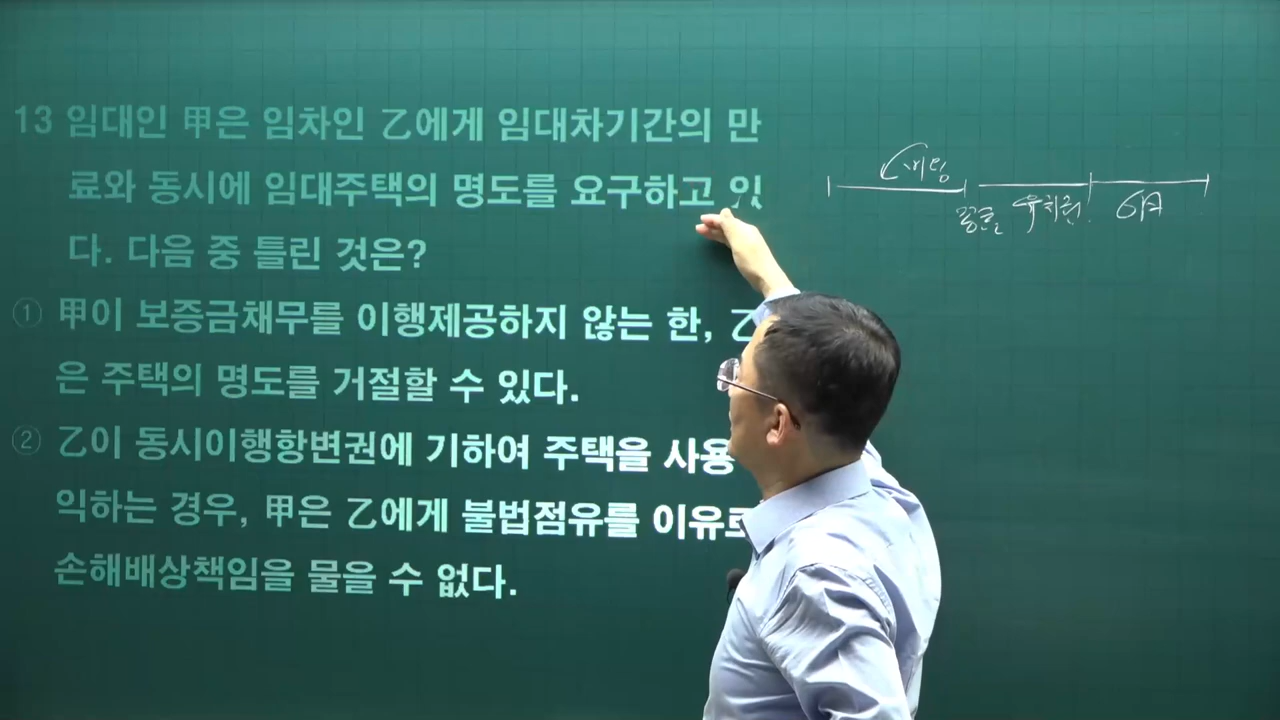 13 임대인 甲은 임차인 乙에게 임대차기간의 만
료와 동시에 임대주택의 명도를 요구하고 있
다. 다음 중 틀린 것은?
① 甲이 보증금채무를 이행제공하지 않는 한, 乙
은 주택의 명도를 거절할 수 있다.
② 乙이 동시이행항변권에 기하여 주택을 사용
익하는 경우, 甲은 乙에게 불법점유를 이유로
손해배상책임을 물을 수 없다.
유치권